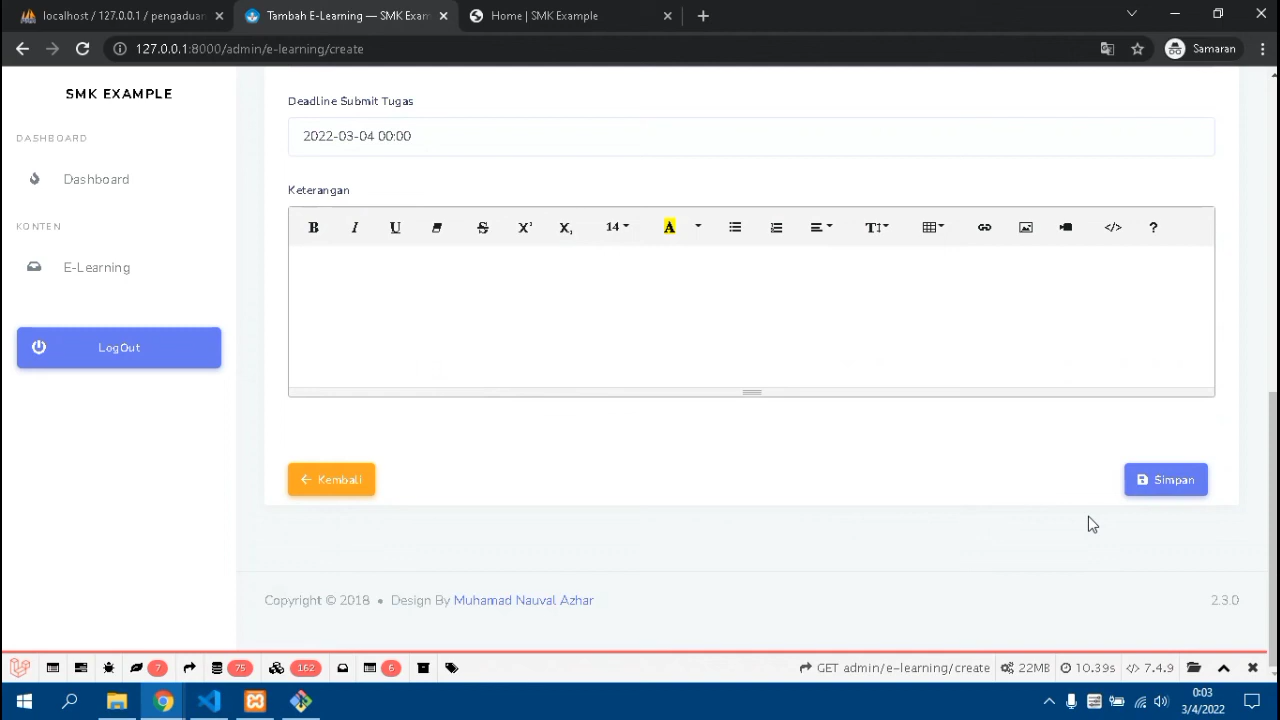 localhost / 127.0.0.1 / pengaduan
Tambah E-Learning — SMK Exam
Home | SMK Example
127.0.0.1:8000/admin/e-learning/create
Samaran
SMK EXAMPLE
DASHBOARD
Dashboard
KONTEN
E-Learning
LogOut
Deadline Submit Tugas
2022-03-04 00:00
Keterangan
B I U S X² X, 14 A T </> ?
Kembali
Simpan
Copyright © 2018 • Design By Muhamad Nauval Azhar
2.3.0
7 75 162 6 GET admin/e-learning/create 22MB 10.39s </> 7.4.9
0:03
3/4/2022